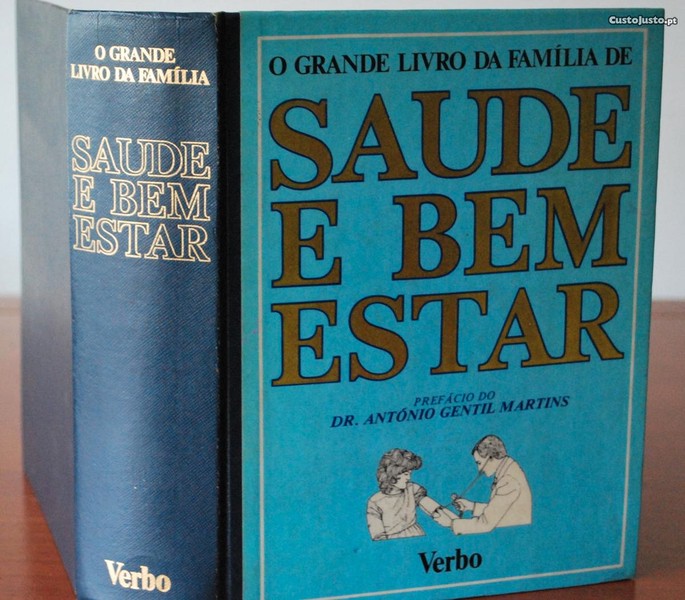 O GRANDE
LIVRO DA FAMÍLIA
SAUDE
E BEM
ESTAR
Verbo
O GRANDE LIVRO DA FAMÍLIA DE
SAUDE
E BEM
ESTAR
PREFÁCIO DO
DR. ANTÓNIO GENTIL MARTINS
Verbo
CustoJusto.pt